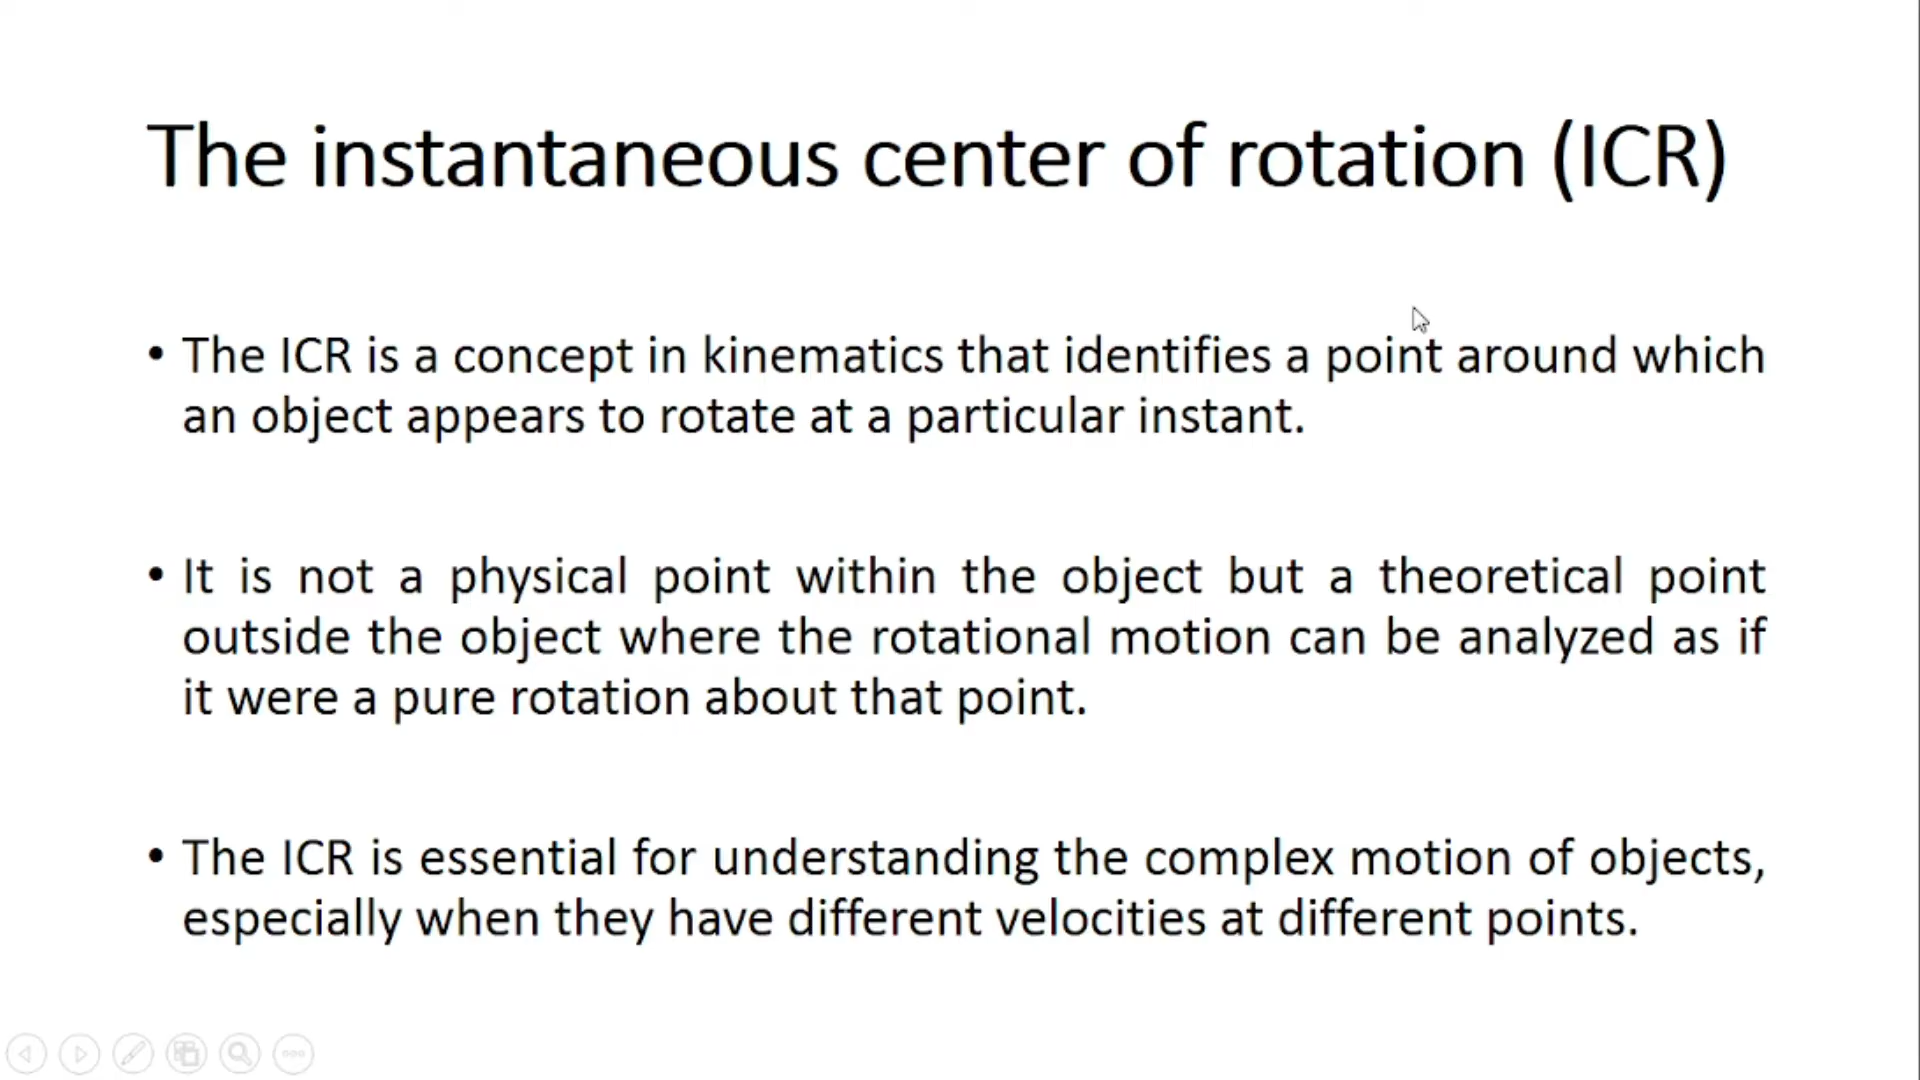 The instantaneous center of rotation (ICR)
• The ICR is a concept in kinematics that identifies a point around which
an object appears to rotate at a particular instant.
• It is not a physical point within the object but a theoretical point
outside the object where the rotational motion can be analyzed as if
it were a pure rotation about that point.
• The ICR is essential for understanding the complex motion of objects,
especially when they have different velocities at different points.